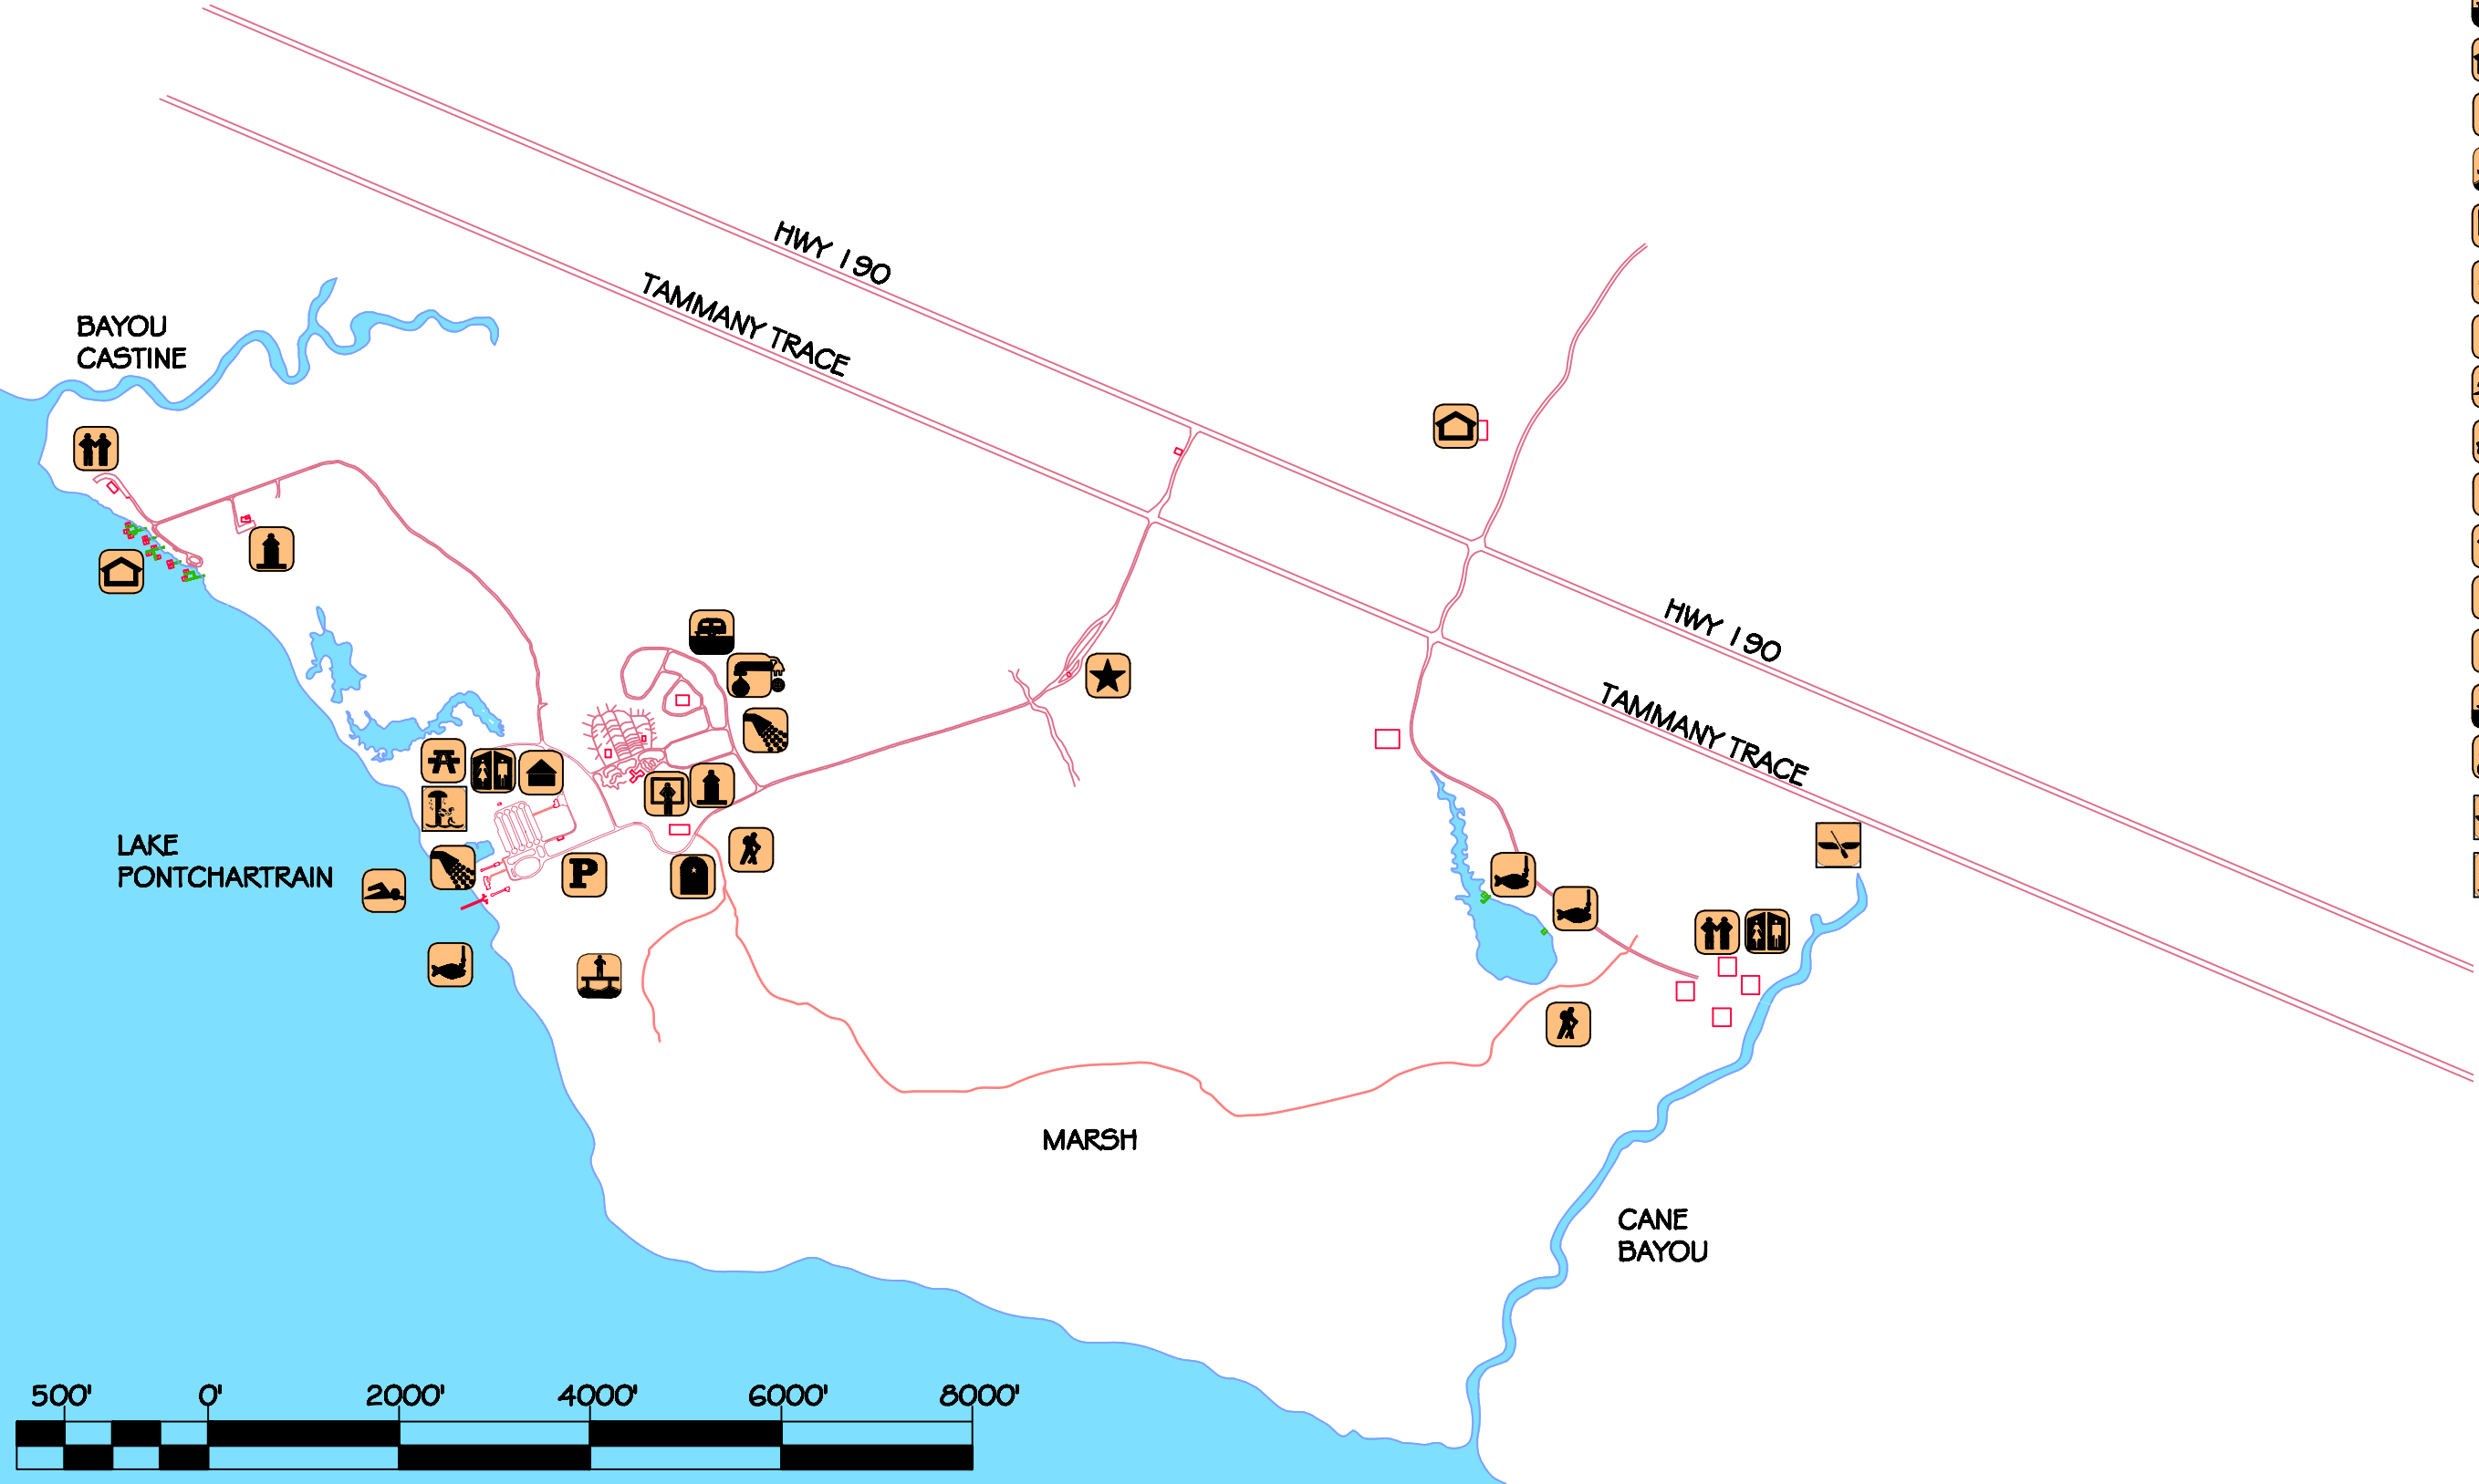 HWY 190
TAMMANY TRACE
BAYOU
CASTINE
HWY 190
TAMMANY TRACE
LAKE
PONTCHARTRAIN
P
MARSH
CANE
BAYOU
500' 0' 2000' 4000' 6000' 8000'